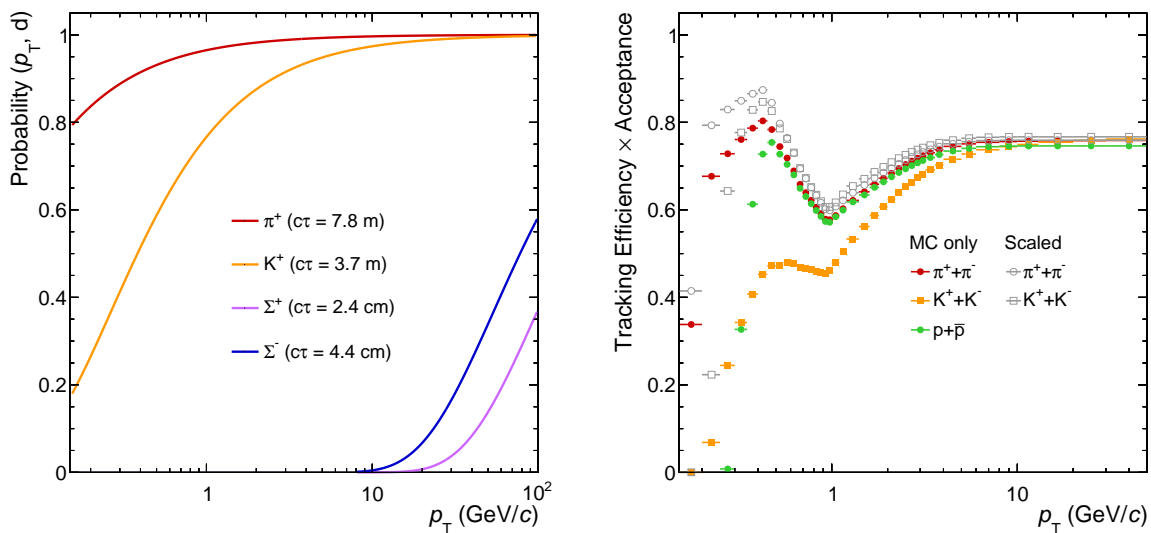 Probability (p_T, d)
1
0.8
0.6
0.4
0.2
0
π⁺ (cτ = 7.8 m)
K⁺ (cτ = 3.7 m)
Σ⁺ (cτ = 2.4 cm)
Σ⁻ (cτ = 4.4 cm)
1 10 10²
p_T (GeV/c)
Tracking Efficiency × Acceptance
1
0.8
0.6
0.4
0.2
0
MC only Scaled
π⁺+π⁻ π⁺+π⁻
K⁺+K⁻ K⁺+K⁻
p+p̅
1 10
p_T (GeV/c)